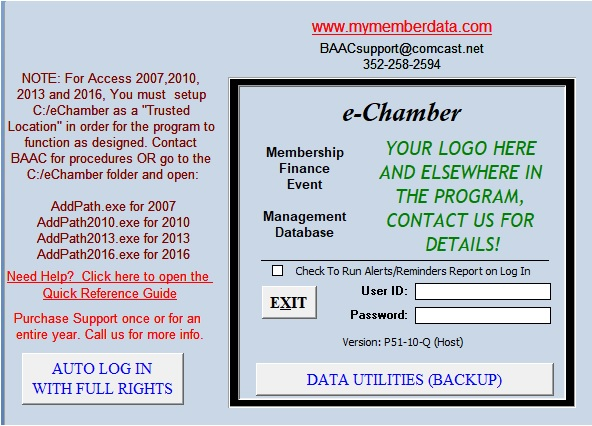 www.mymemberdata.com
BAACsupport@comcast.net
352-258-2594
NOTE: For Access 2007,2010,
2013 and 2016, You must setup
C:/eChamber as a "Trusted
Location" in order for the program to
function as designed. Contact
BAAC for procedures OR go to the
C:/eChamber folder and open:
AddPath.exe for 2007
AddPath2010.exe for 2010
AddPath2013.exe for 2013
AddPath2016.exe for 2016
Need Help? Click here to open the
Quick Reference Guide
Purchase Support once or for an
entire year. Call us for more info.
AUTO LOG IN
WITH FULL RIGHTS
e-Chamber
Membership
Finance
Event
Management
Database
YOUR LOGO HERE
AND ELSEWHERE IN
THE PROGRAM,
CONTACT US FOR
DETAILS!
Check To Run Alerts/Reminders Report on Log In
EXIT
User ID:
Password:
Version: P51-10-Q (Host)
DATA UTILITIES (BACKUP)